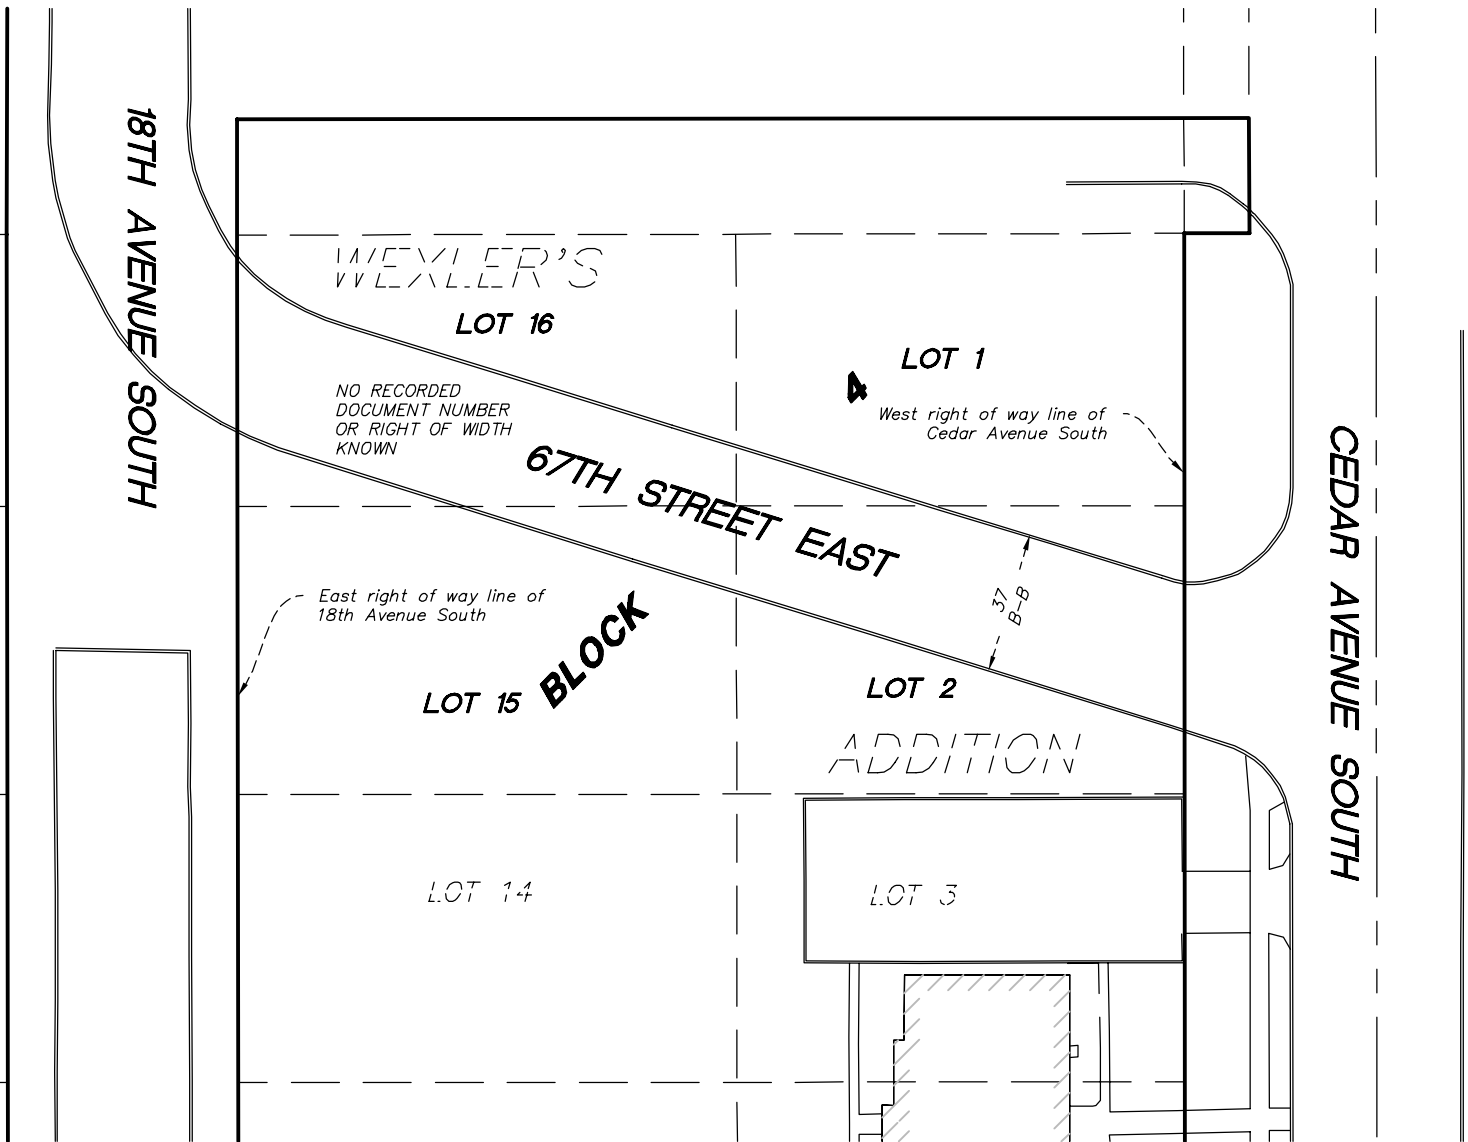 18TH AVENUE SOUTH
WEXLER'S
LOT 16
LOT 1
4
NO RECORDED
DOCUMENT NUMBER
OR RIGHT OF WIDTH
KNOWN
West right of way line of
Cedar Avenue South
67TH STREET EAST
CEDAR AVENUE SOUTH
37
B-B
East right of way line of
18th Avenue South
BLOCK
LOT 15
LOT 2
ADDITION
LOT 14
LOT 3